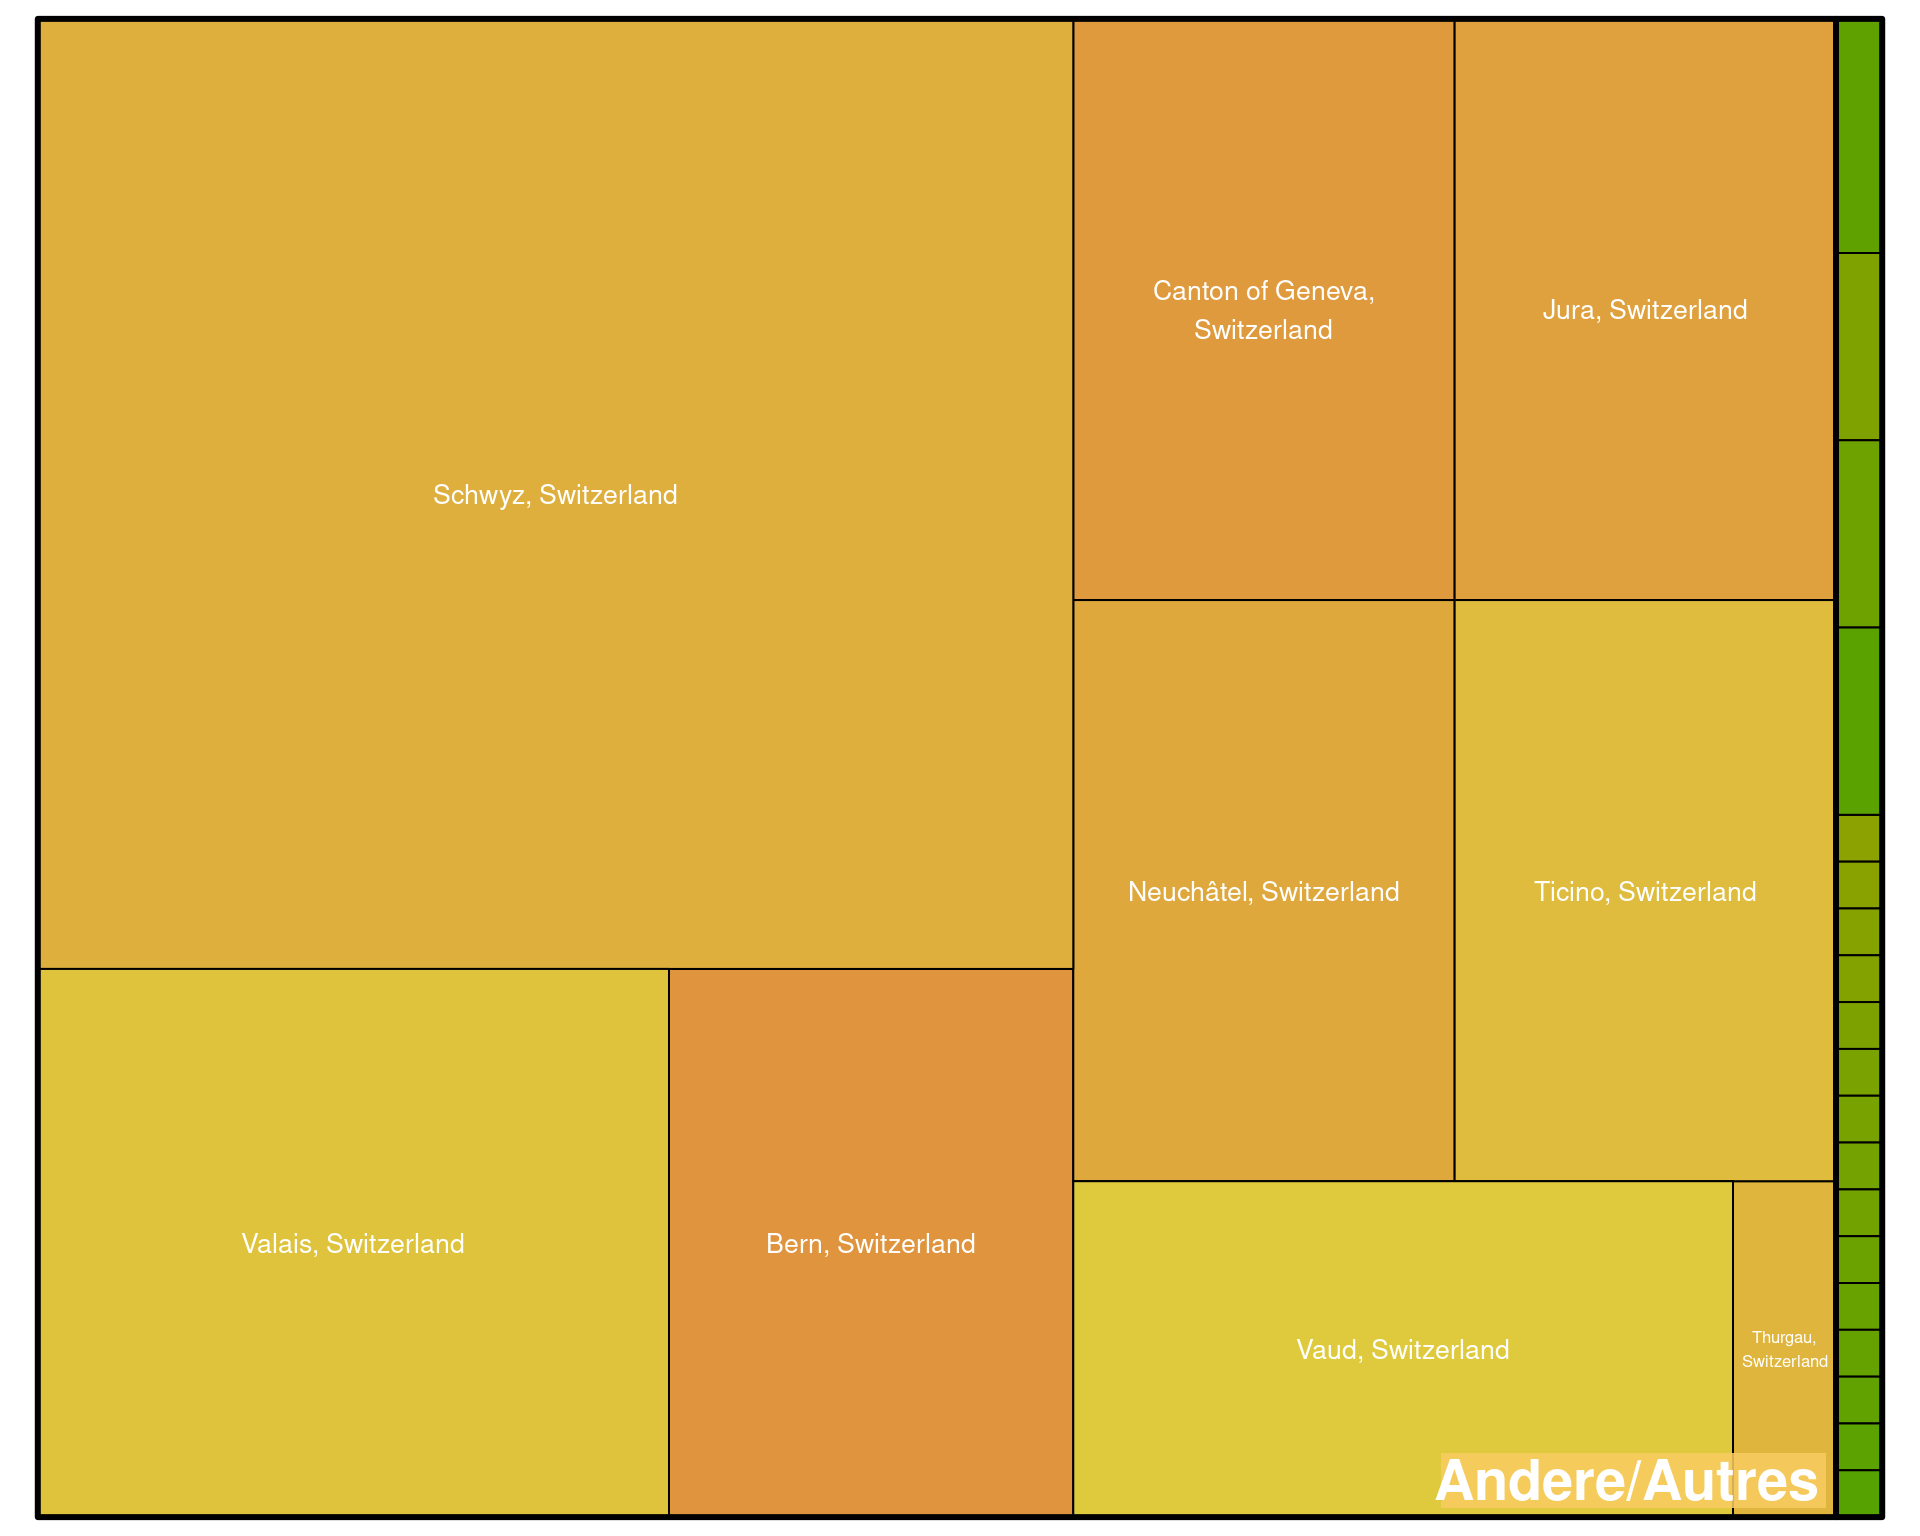 Schwyz, Switzerland
Canton of Geneva,
Switzerland
Jura, Switzerland
Neuchâtel, Switzerland
Ticino, Switzerland
Valais, Switzerland
Bern, Switzerland
Vaud, Switzerland
Thurgau,
Switzerland
Andere/Autres